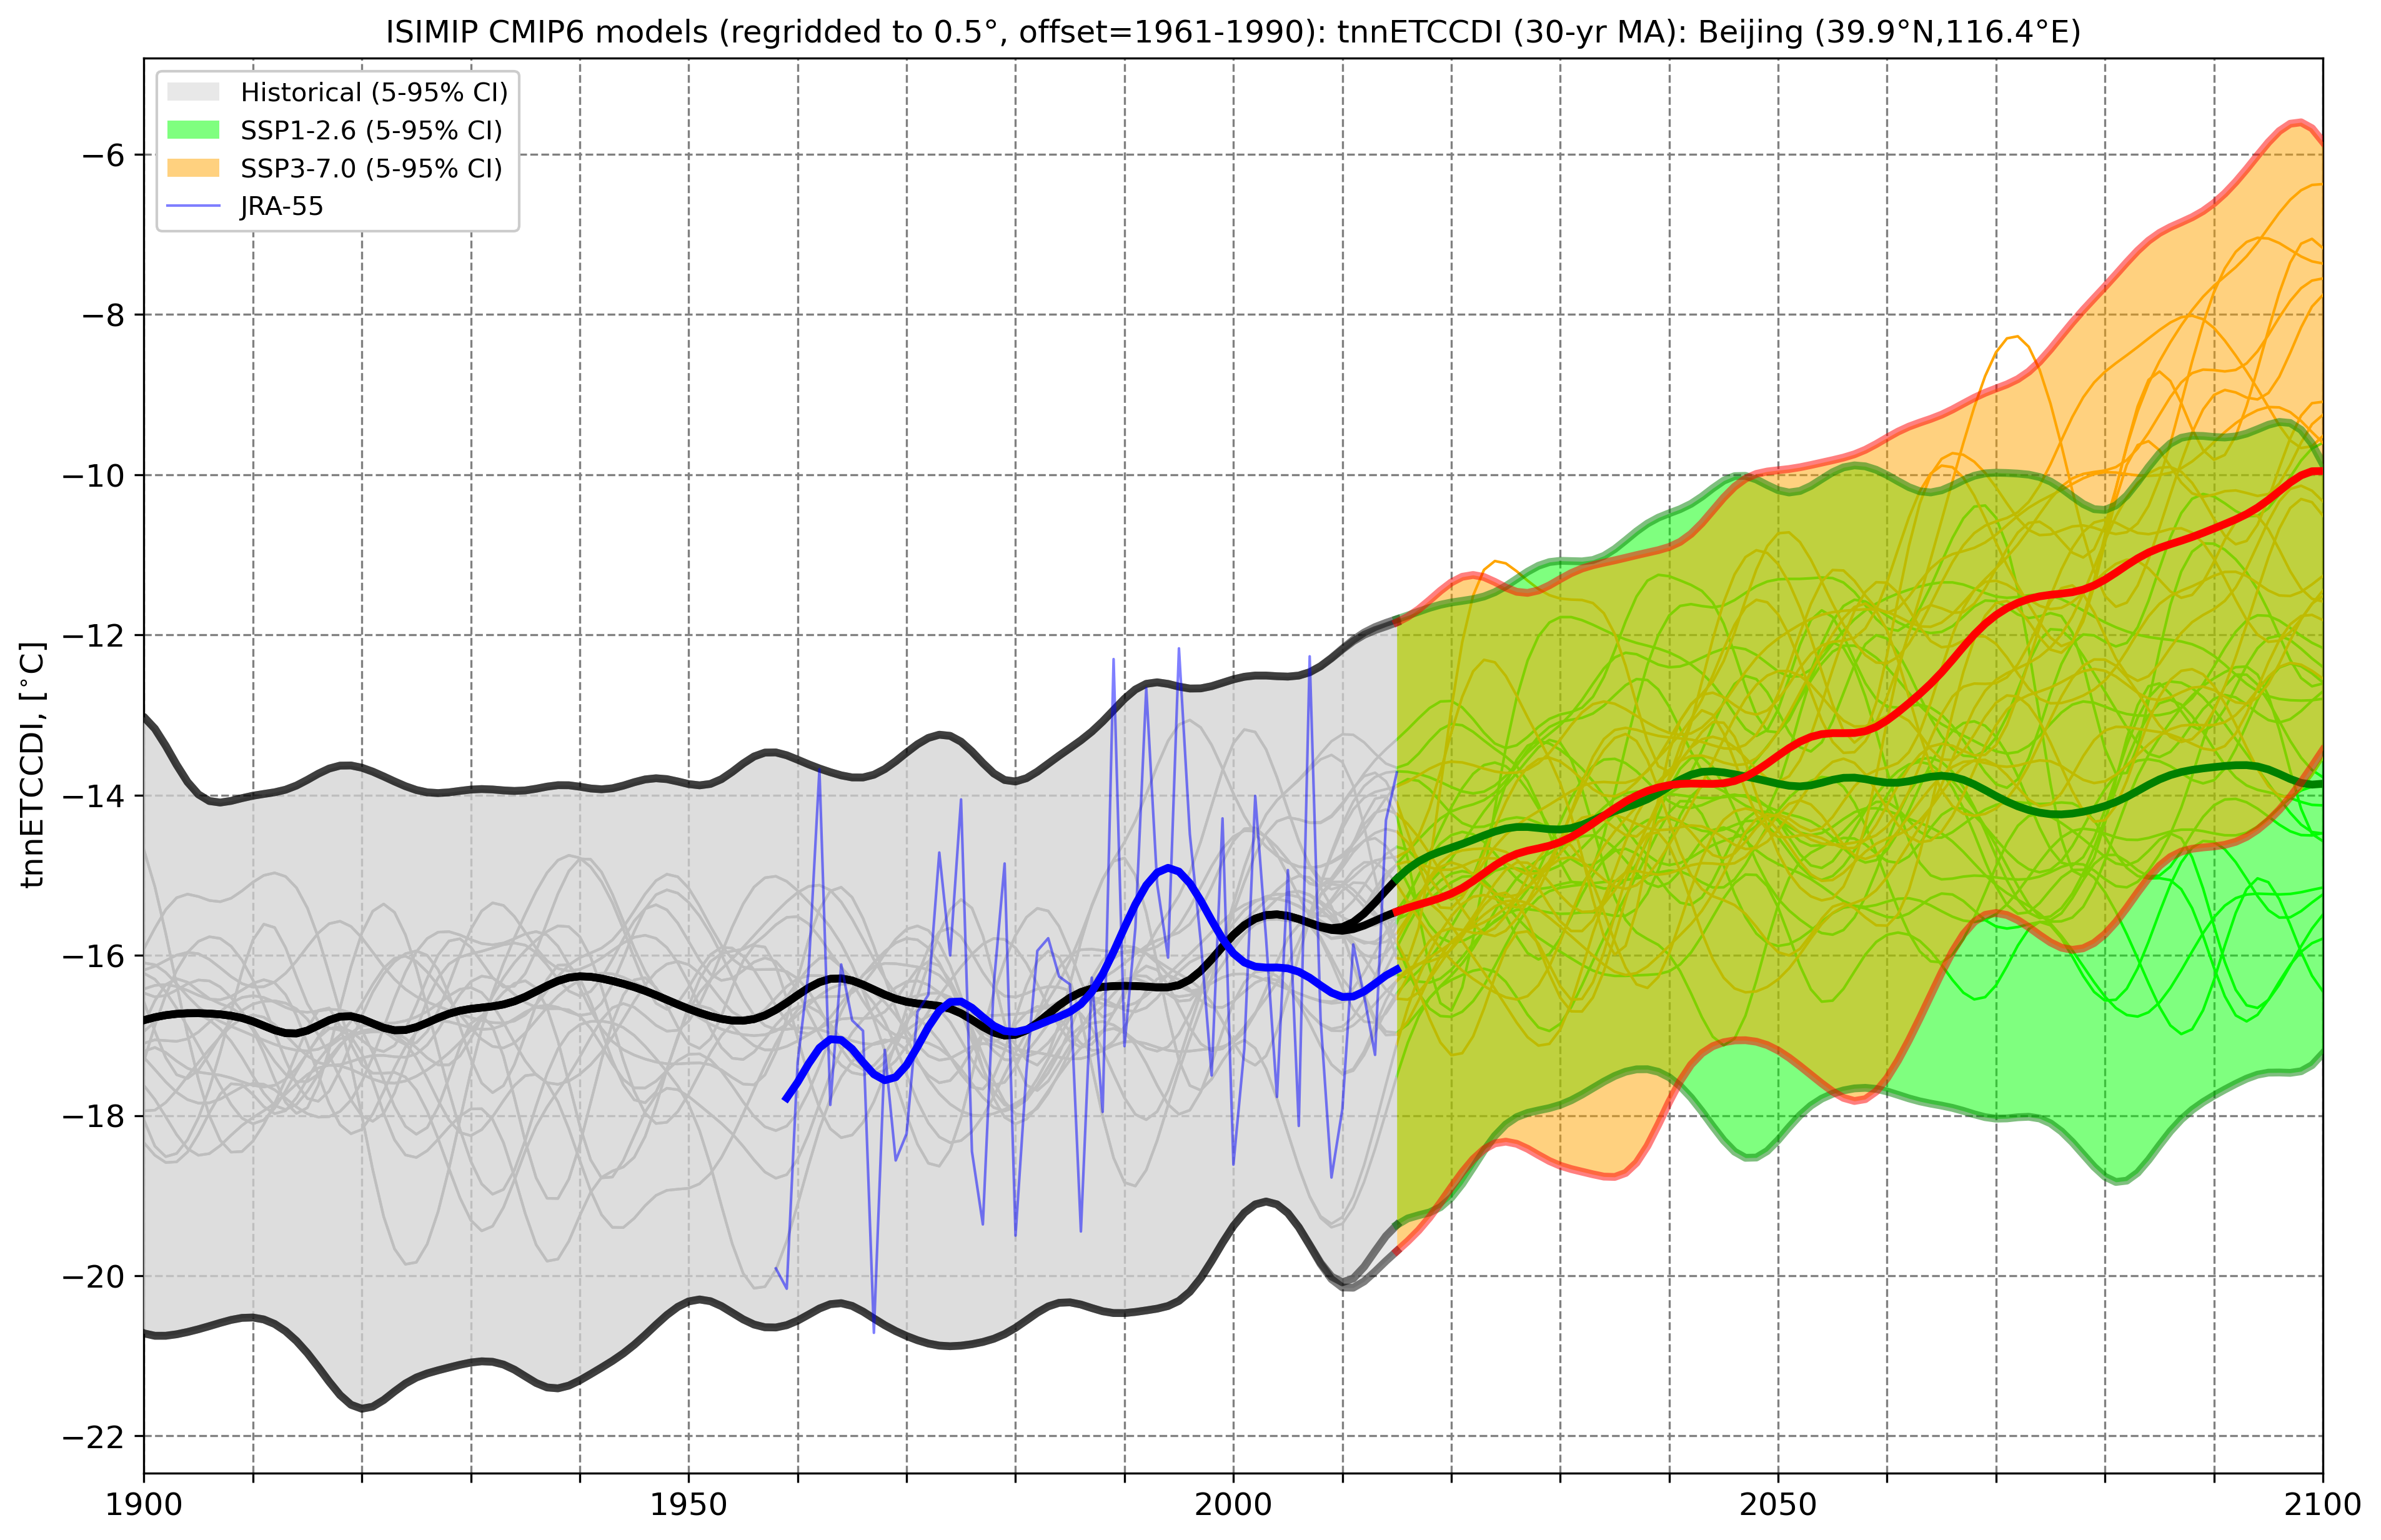 ISIMIP CMIP6 models (regridded to 0.5°, offset=1961-1990): tnnETCCDI (30-yr MA): Beijing (39.9°N,116.4°E)
Historical (5-95% CI)
SSP1-2.6 (5-95% CI)
SSP3-7.0 (5-95% CI)
JRA-55
tnnETCCDI, [°C]
−6
−8
−10
−12
−14
−16
−18
−20
−22
1900 1950 2000 2050 2100